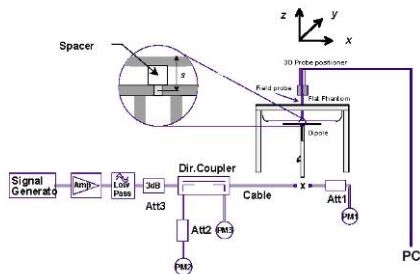 z
y
x
3D Probe positioner
Spacer
s
Field probe
Flat Phantom
Dipole
Dir.Coupler
Signal
Generato
Amp
Low
Pass
3dB
Att3
Cable
x
Att1
PM1
Att2
PM3
PM2
PC